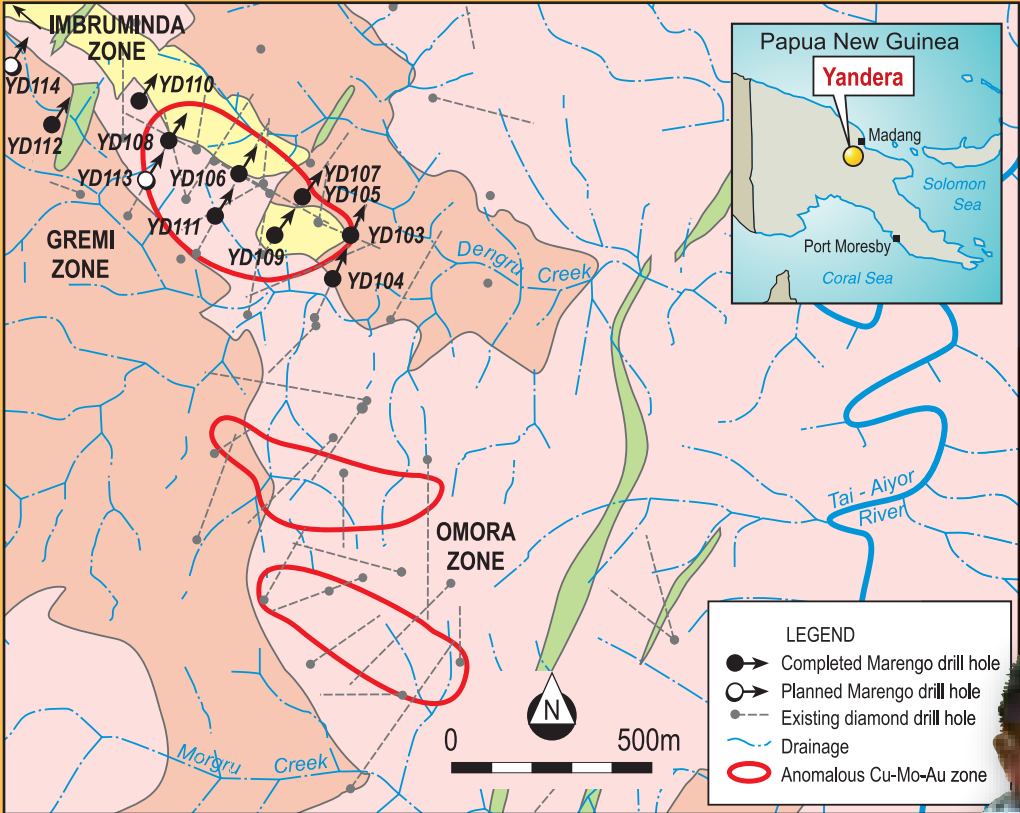 IMBRUMINDA
ZONE
YD114
YD110
YD112
YD108
YD113
YD106
YD107
YD105
YD111
YD109
YD103
YD104
GREMI
ZONE
Dengru Creek
OMORA
ZONE
Tai - Aiyor
River
Morgru Creek
N
0 500m
Papua New Guinea
Yandera
Madang
Solomon
Sea
Port Moresby
Coral Sea
LEGEND
Completed Marengo drill hole
Planned Marengo drill hole
Existing diamond drill hole
Drainage
Anomalous Cu-Mo-Au zone